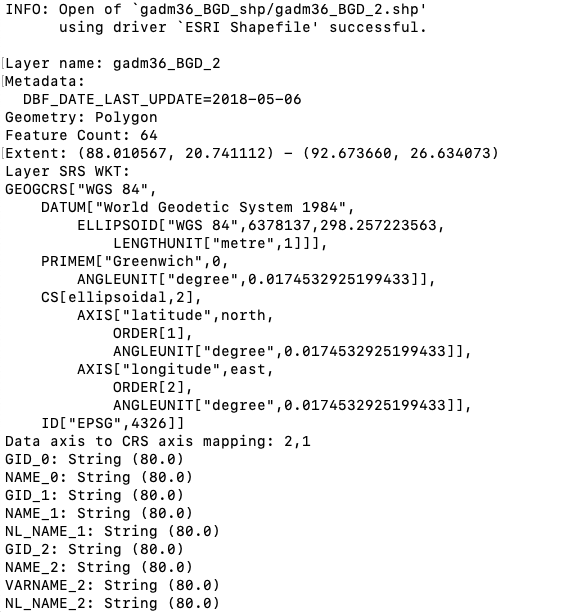 INFO: Open of `gadm36_BGD_shp/gadm36_BGD_2.shp'
      using driver `ESRI Shapefile' successful.

Layer name: gadm36_BGD_2
Metadata:
  DBF_DATE_LAST_UPDATE=2018-05-06
Geometry: Polygon
Feature Count: 64
Extent: (88.010567, 20.741112) - (92.673660, 26.634073)
Layer SRS WKT:
GEOGCRS["WGS 84",
    DATUM["World Geodetic System 1984",
        ELLIPSOID["WGS 84",6378137,298.257223563,
            LENGTHUNIT["metre",1]]],
    PRIMEM["Greenwich",0,
        ANGLEUNIT["degree",0.0174532925199433]],
    CS[ellipsoidal,2],
        AXIS["latitude",north,
            ORDER[1],
            ANGLEUNIT["degree",0.0174532925199433]],
        AXIS["longitude",east,
            ORDER[2],
            ANGLEUNIT["degree",0.0174532925199433]],
    ID["EPSG",4326]]
Data axis to CRS axis mapping: 2,1
GID_0: String (80.0)
NAME_0: String (80.0)
GID_1: String (80.0)
NAME_1: String (80.0)
NL_NAME_1: String (80.0)
GID_2: String (80.0)
NAME_2: String (80.0)
VARNAME_2: String (80.0)
NL_NAME_2: String (80.0)